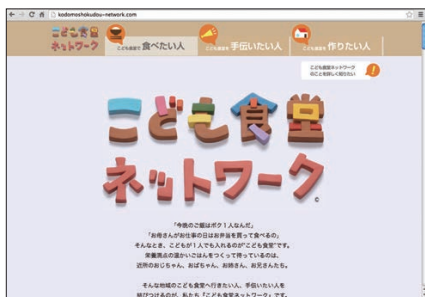 kodomoshokudou-network.com
こども食堂
ネットワーク
こども食堂で 食べたい人
こども食堂を 手伝いたい人
こども食堂を 作りたい人
こども食堂ネットワーク
のことを詳しく知りたい
こども食堂
ネットワーク
©
「今晩のご飯はボク1人なんだ」
「お母さんがお仕事の日はお弁当を買って食べるの」
そんなとき、こどもが1人でも入れるのが"こども食堂"です。
栄養満点の温かいごはんをつくって待っているのは、
近所のおじちゃん、おばちゃん、お姉さん、お兄さんたち。
そんな地域のこども食堂へ行きたい人、手伝いたい人を
結びつけるのが、私たち「こども食堂ネットワーク」です。